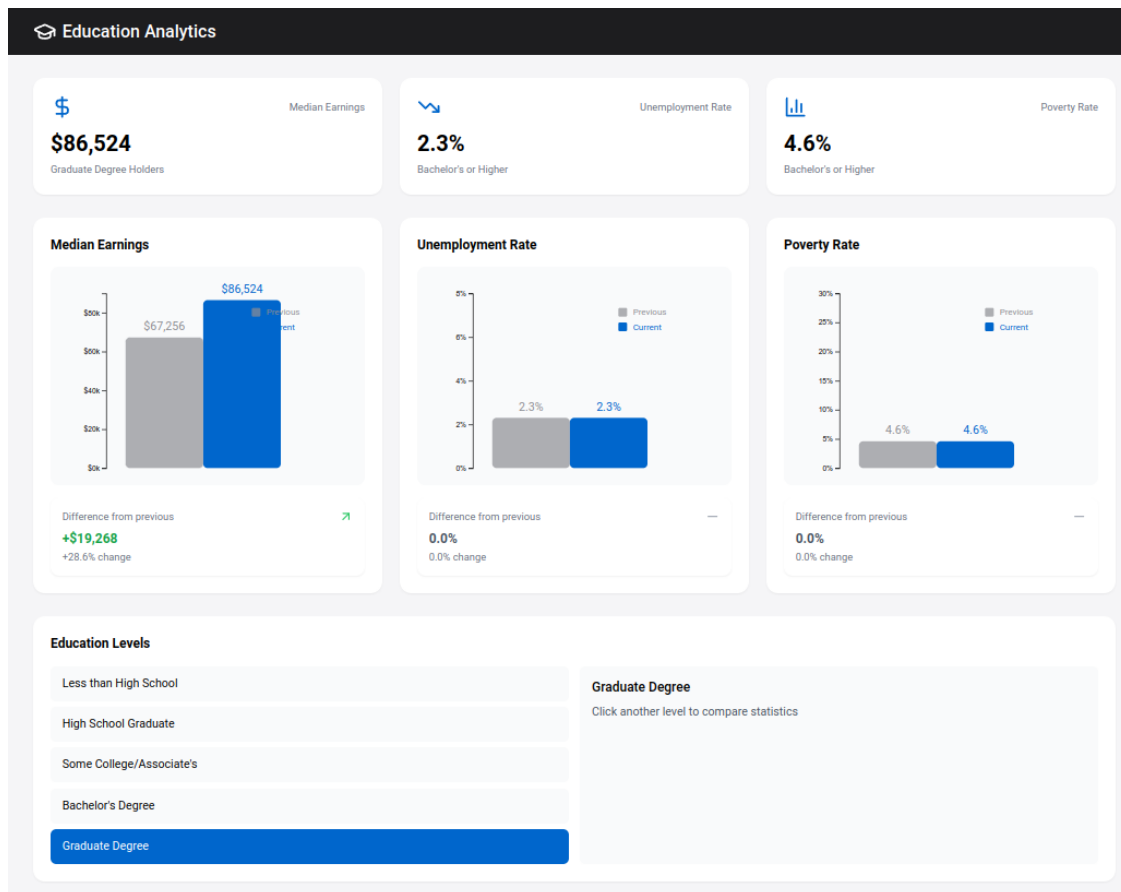 Education Analytics
Median Earnings
$86,524
Graduate Degree Holders
Unemployment Rate
2.3%
Bachelor's or Higher
Poverty Rate
4.6%
Bachelor's or Higher
Median Earnings
$80k
$60k
$40k
$20k
$0k
$67,256
$86,524
Previous
rent
Difference from previous
+$19,268
+28.6% change
Unemployment Rate
8%
6%
4%
2%
0%
2.3%
2.3%
Previous
Current
Difference from previous
0.0%
0.0% change
Poverty Rate
30%
25%
20%
15%
10%
5%
0%
4.6%
4.6%
Previous
Current
Difference from previous
0.0%
0.0% change
Education Levels
Less than High School
High School Graduate
Some College/Associate's
Bachelor's Degree
Graduate Degree
Graduate Degree
Click another level to compare statistics